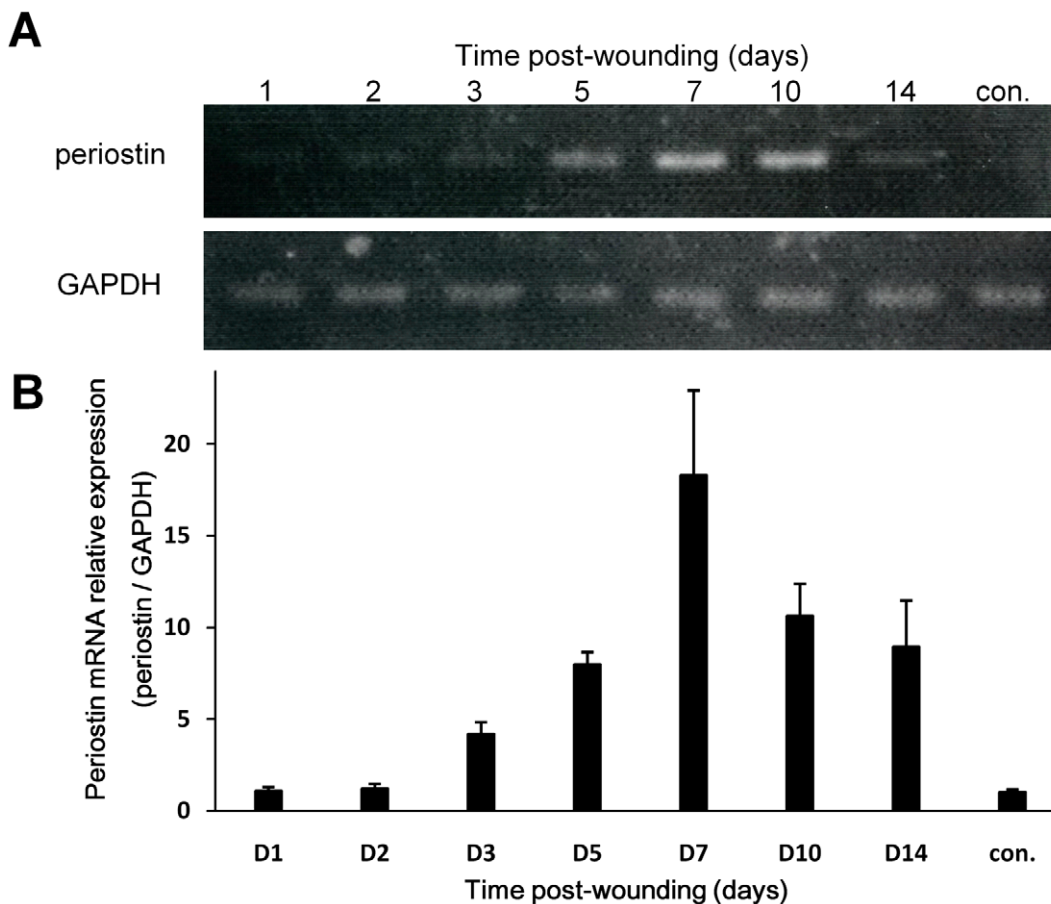 A
Time post-wounding (days)
1 2 3 5 7 10 14 con.
periostin
GAPDH
B
Periostin mRNA relative expression
(periostin / GAPDH)
20
15
10
5
0
D1 D2 D3 D5 D7 D10 D14 con.
Time post-wounding (days)